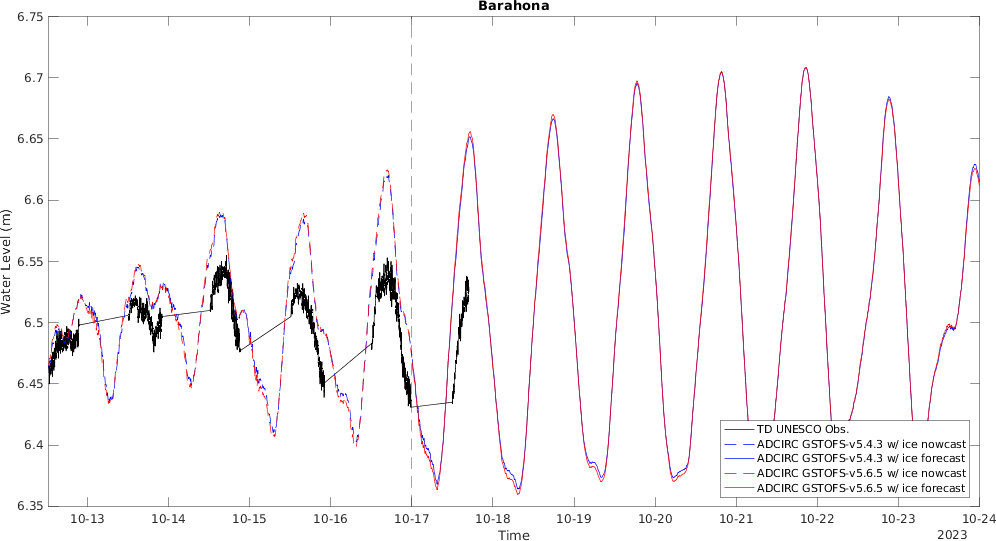 Barahona
6.75
6.7
6.65
6.6
6.55
6.5
6.45
6.4
6.35
Water Level (m)
TD UNESCO Obs.
ADCIRC GSTOFS-v5.4.3 w/ ice nowcast
ADCIRC GSTOFS-v5.4.3 w/ ice forecast
ADCIRC GSTOFS-v5.6.5 w/ ice nowcast
ADCIRC GSTOFS-v5.6.5 w/ ice forecast
10-13 10-14 10-15 10-16 10-17 10-18 10-19 10-20 10-21 10-22 10-23 10-24
Time
2023